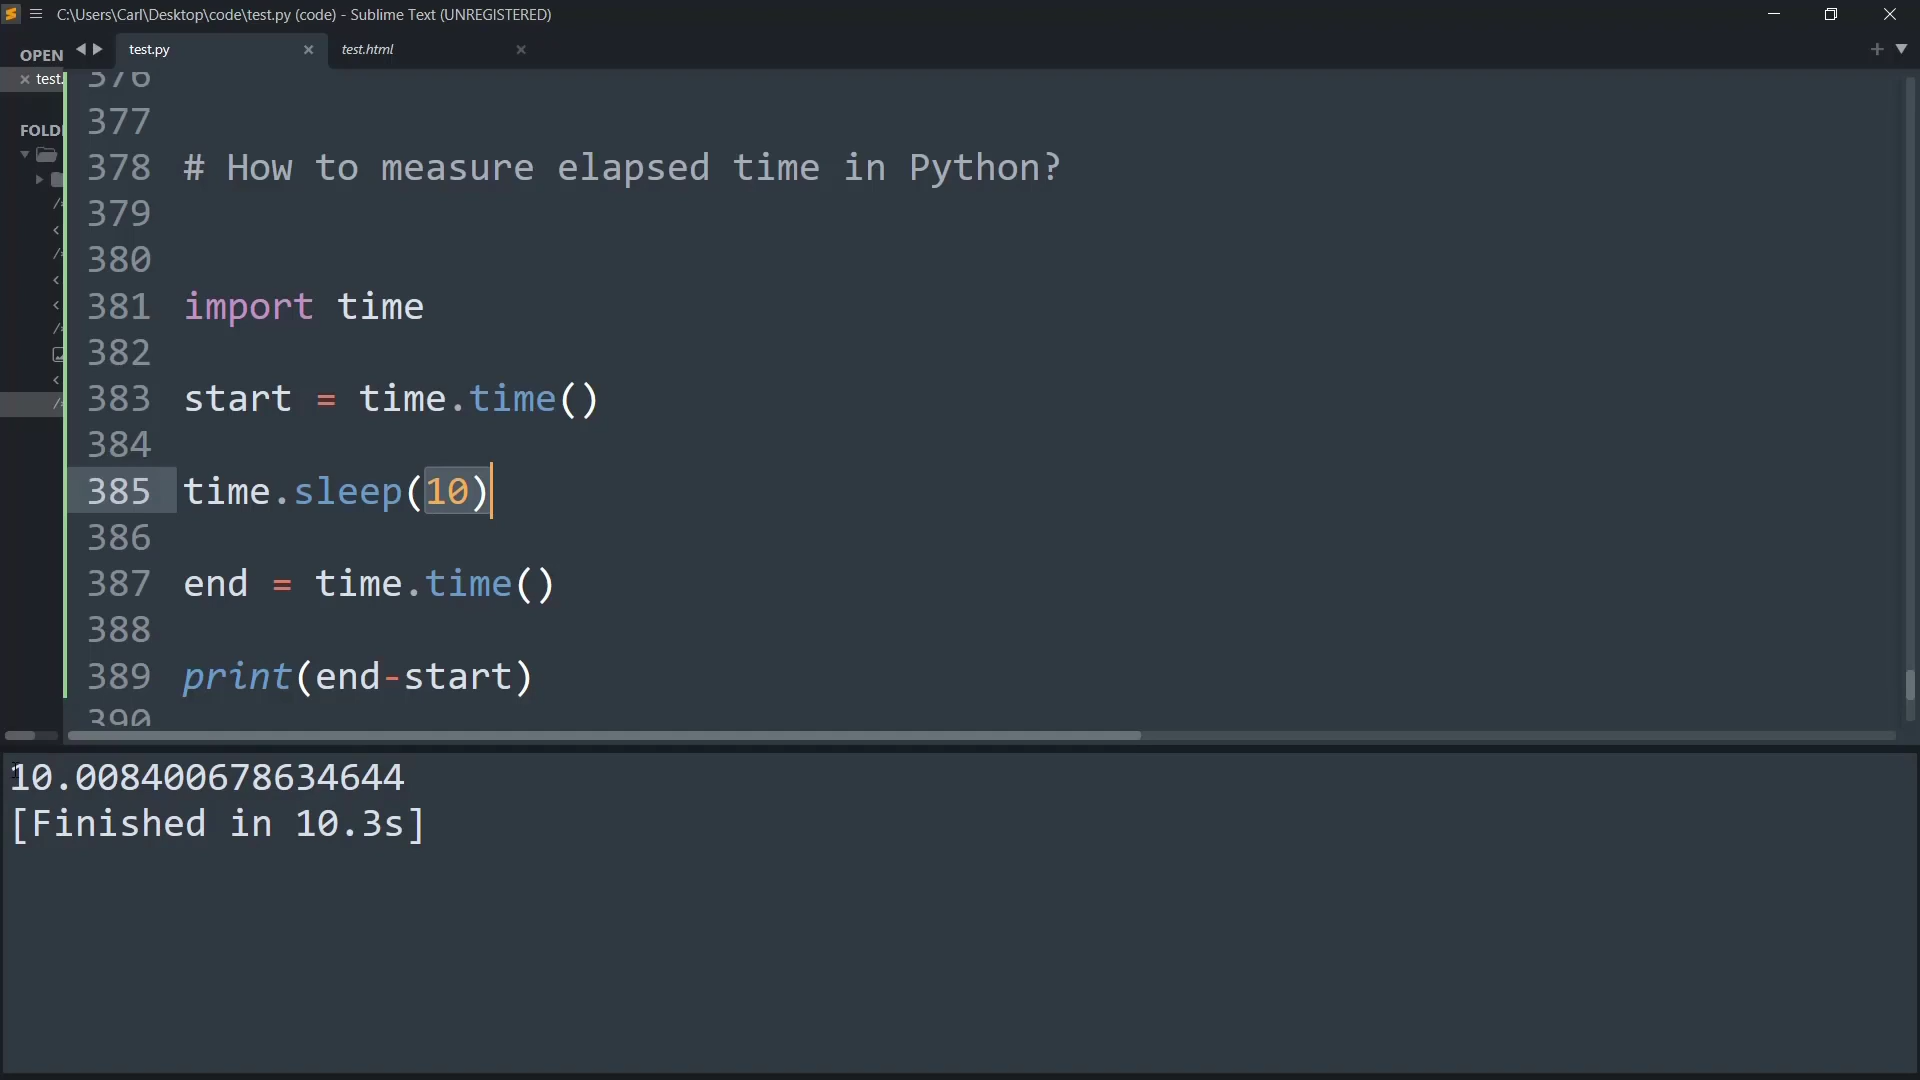 C:\Users\Carl\Desktop\code\test.py (code) - Sublime Text (UNREGISTERED)
OPEN
test.py
test.html
test.
FOLD
376
377
378 # How to measure elapsed time in Python?
379
380
381 import time
382
383 start = time.time()
384
385 time.sleep(10)
386
387 end = time.time()
388
389 print(end-start)
390
10.008400678634644
[Finished in 10.3s]